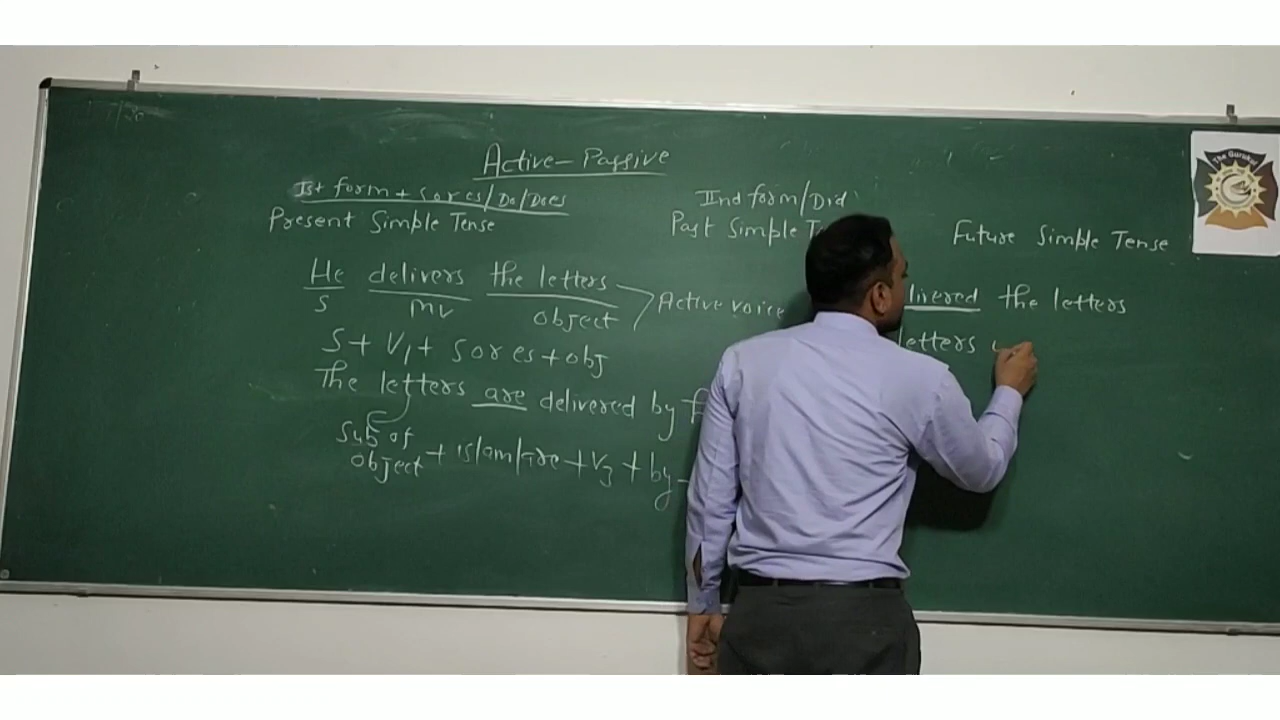 Active-Passive
Ist form + s or es/Do/Does
Present Simple Tense
He delivers the letters
S MV object
Active voice
S + V1 + s or es + obj
The letters are delivered by
Sub of
object + is/am/are + V3 + by
IInd form/Did
Past Simple
livered the letters
letters
Future Simple Tense
The Gurukul